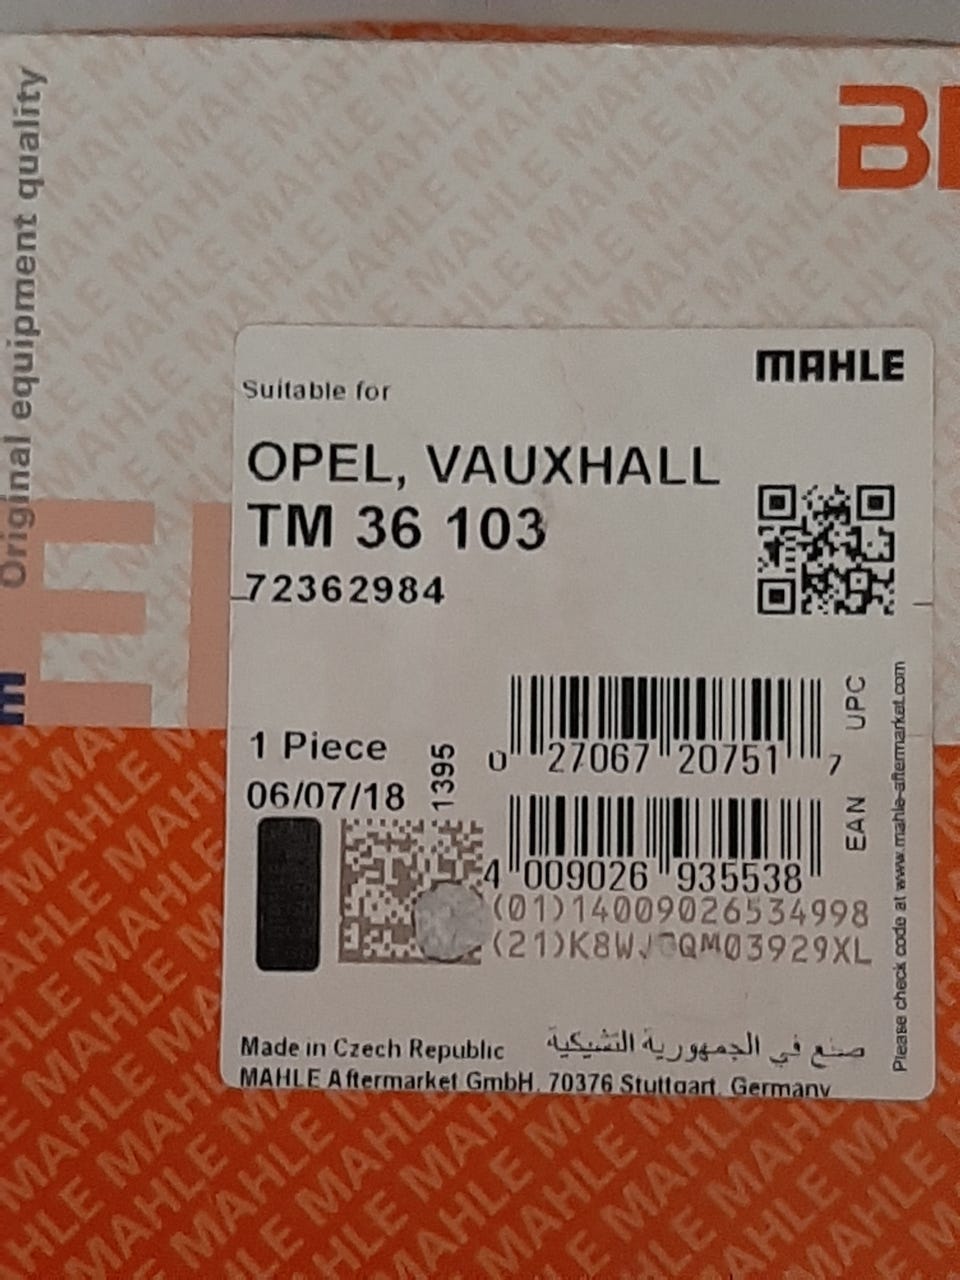 Original equipment quality
MAHLE
Suitable for
OPEL, VAUXHALL
TM 36 103
72362984
1 Piece
06/07/18
1395
0 27067 20751 7
UPC
4 009026 935538
EAN
(01)14009026534998
Please check code at www.mahle-aftermarket.com
Made in Czech Republic
صنع في الجمهورية التشيكية
MAHLE Aftermarket GmbH, 70376 Stuttgart, Germany